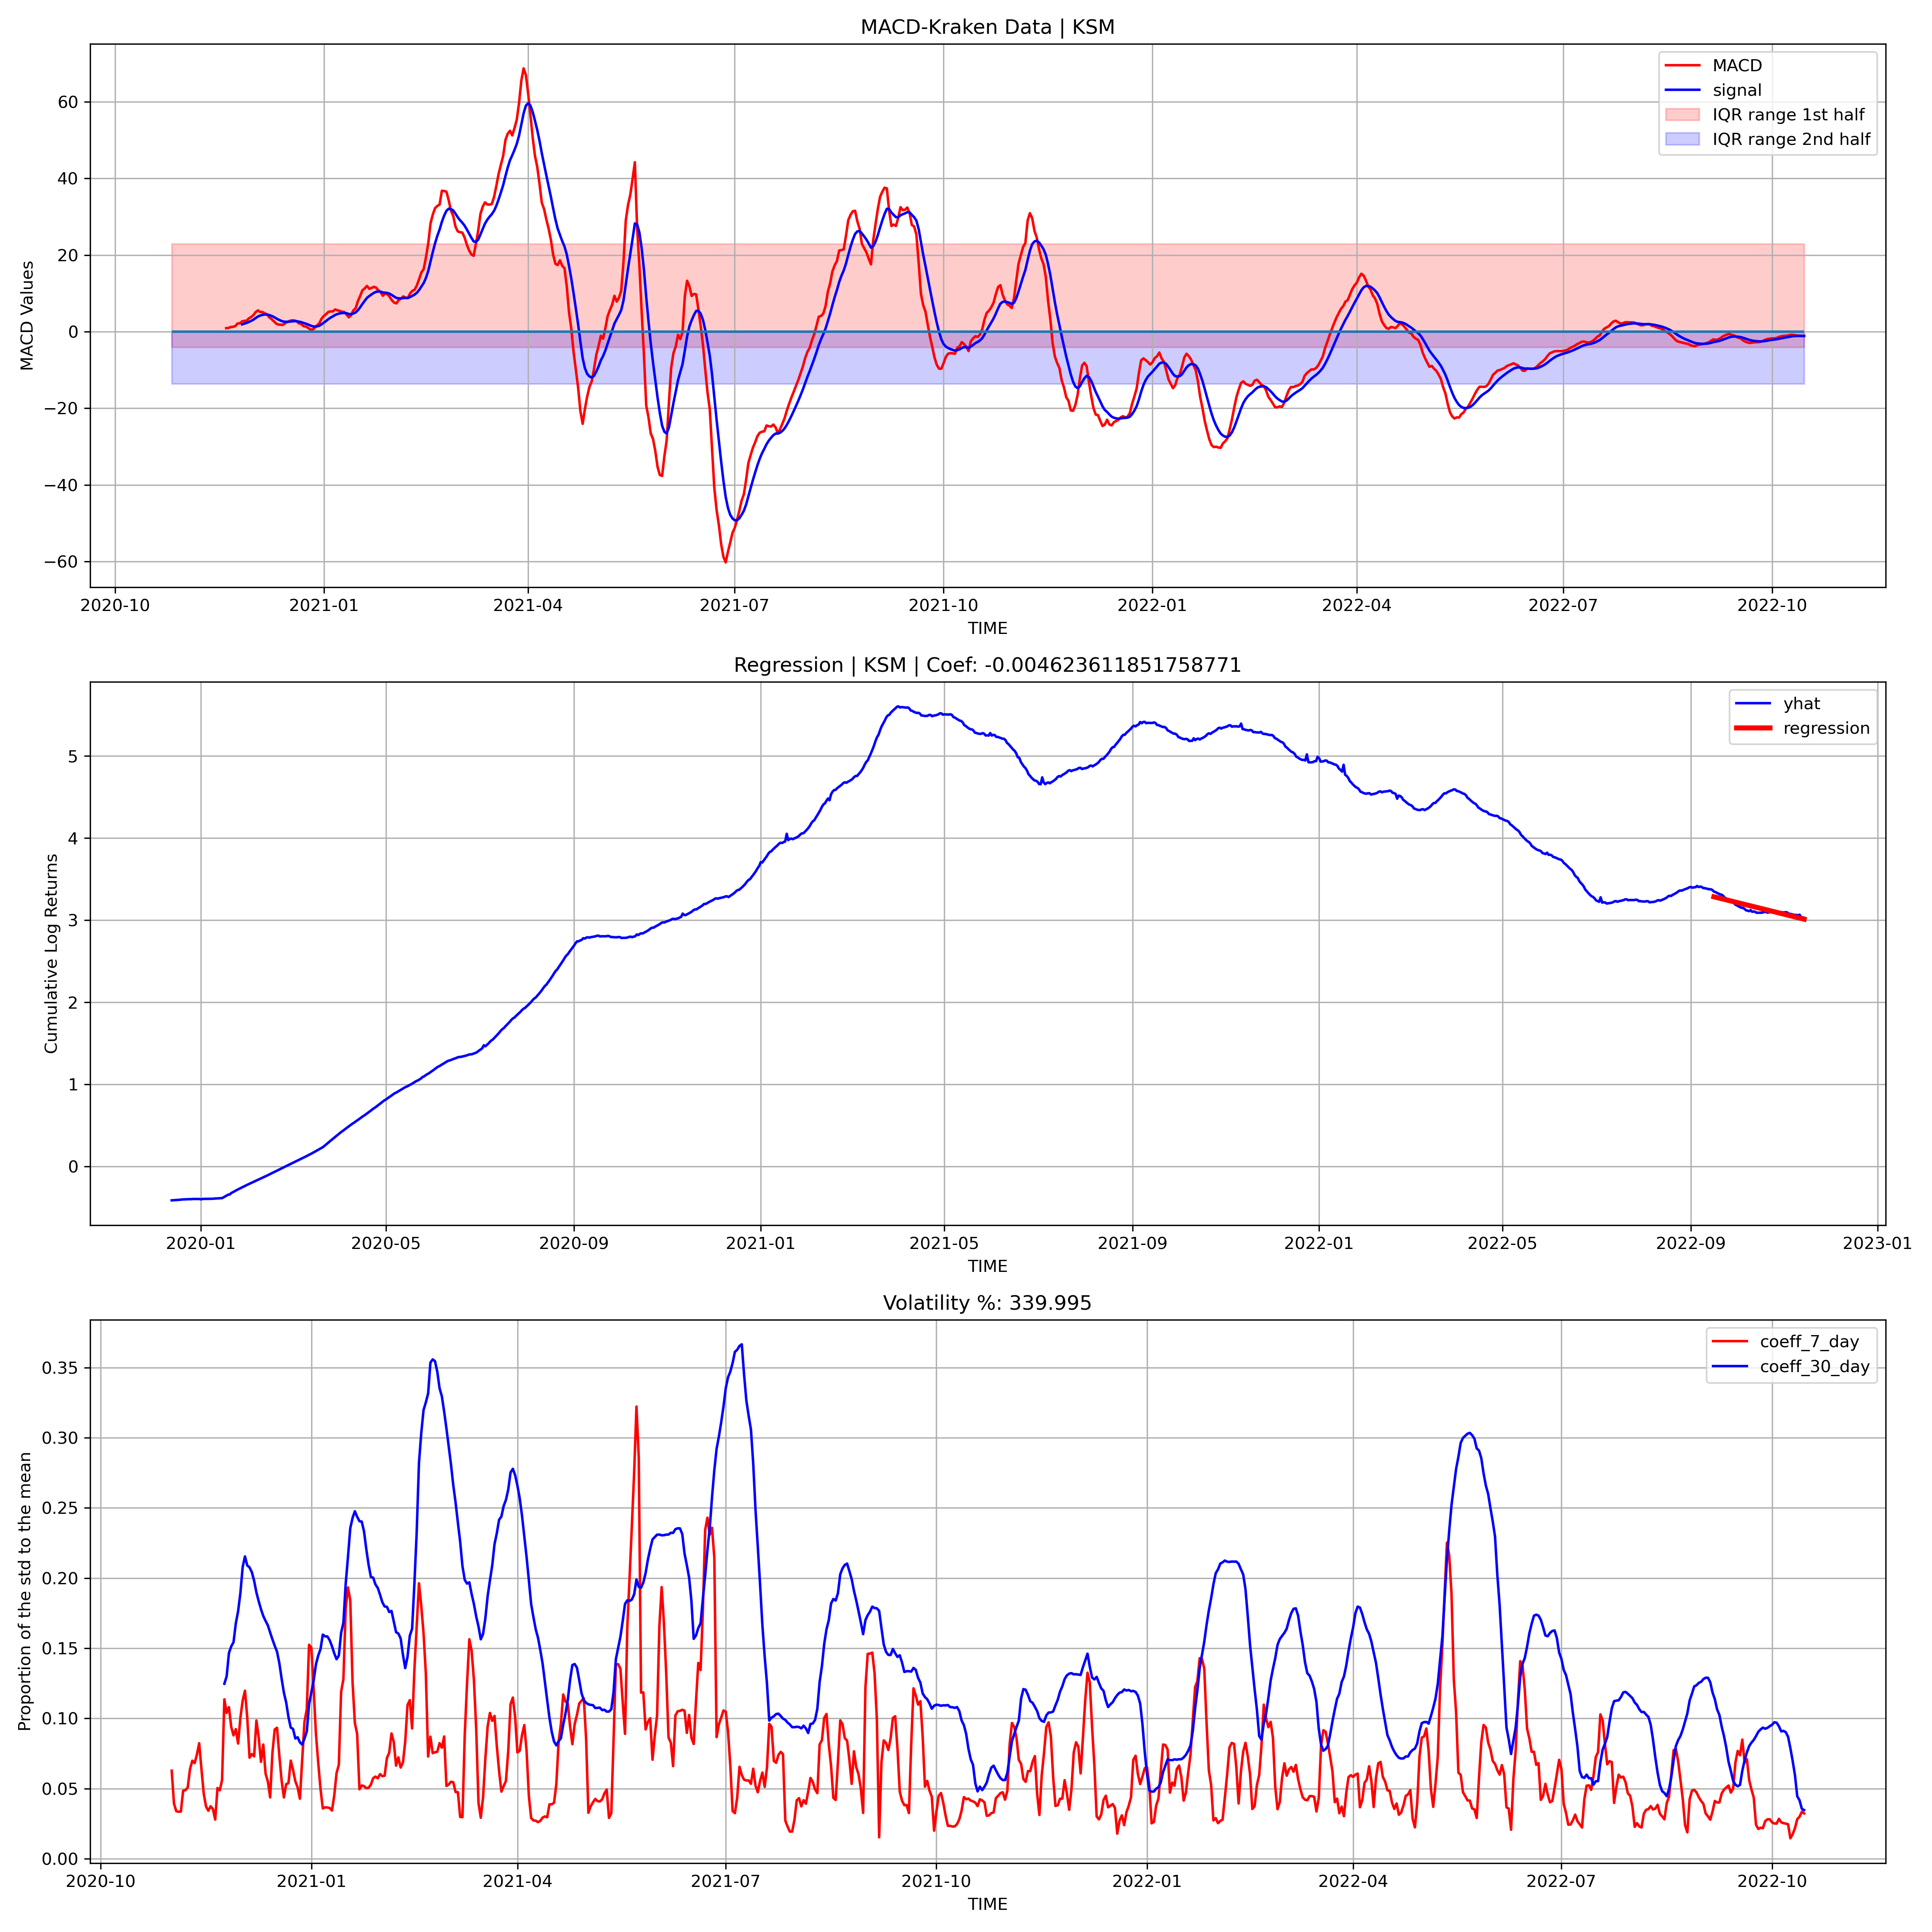 MACD-Kraken Data | KSM
MACD
signal
IQR range 1st half
IQR range 2nd half
MACD Values
60
40
20
0
−20
−40
−60
2020-10 2021-01 2021-04 2021-07 2021-10 2022-01 2022-04 2022-07 2022-10
TIME
Regression | KSM | Coef: -0.004623611851758771
yhat
regression
Cumulative Log Returns
5
4
3
2
1
0
2020-01 2020-05 2020-09 2021-01 2021-05 2021-09 2022-01 2022-05 2022-09 2023-01
TIME
Volatility %: 339.995
coeff_7_day
coeff_30_day
Proportion of the std to the mean
0.35
0.30
0.25
0.20
0.15
0.10
0.05
0.00
2020-10 2021-01 2021-04 2021-07 2021-10 2022-01 2022-04 2022-07 2022-10
TIME